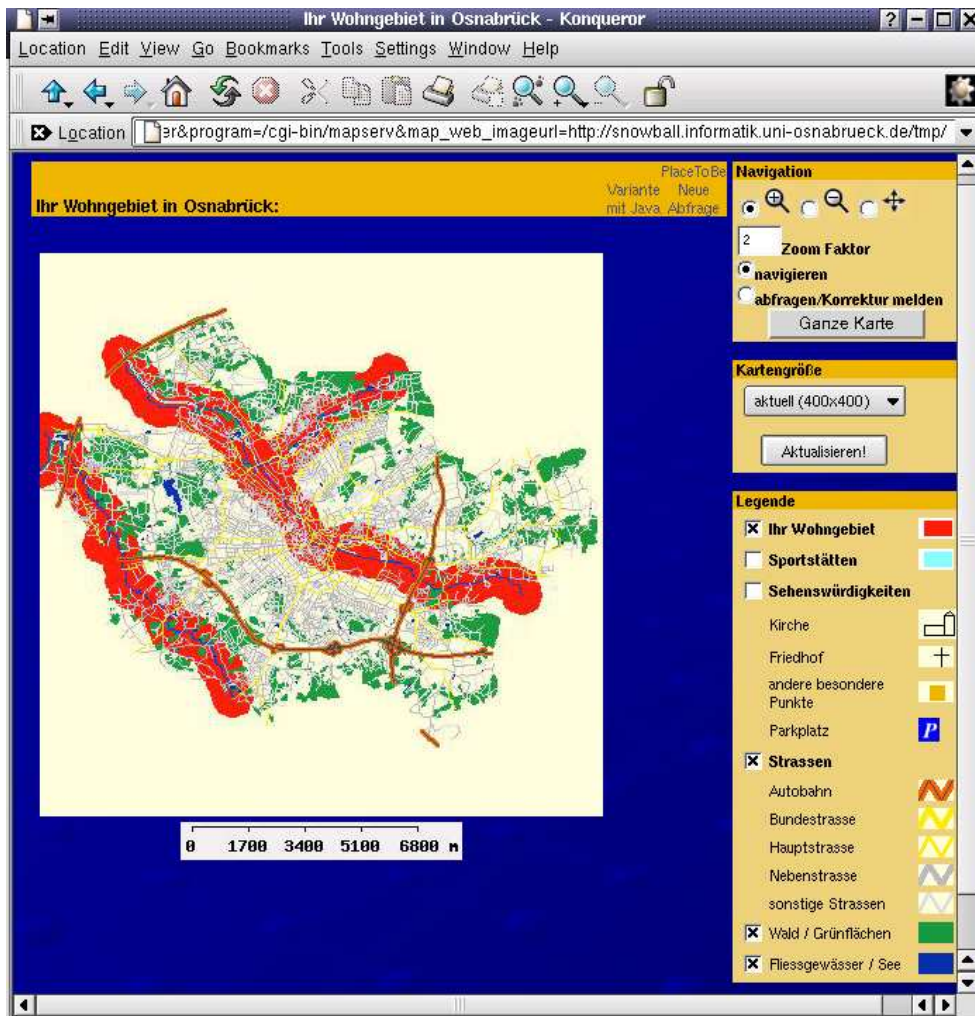 Ihr Wohngebiet in Osnabrück - Konqueror
Location Edit View Go Bookmarks Tools Settings Window Help
Location er&program=/cgi-bin/mapserv&map_web_imageurl=http://snowball.informatik.uni-osnabrueck.de/tmp/
Ihr Wohngebiet in Osnabrück:
PlaceToBe
Variante Neue
mit Java Abfrage
Navigation
2 Zoom Faktor
navigieren
abfragen/Korrektur melden
Ganze Karte
Kartengröße
aktuell (400x400)
Aktualisieren!
Legende
Ihr Wohngebiet
Sportstätten
Sehenswürdigkeiten
Kirche
Friedhof
andere besondere
Punkte
Parkplatz P
Strassen
Autobahn
Bundestrasse
Hauptstrasse
Nebenstrasse
sonstige Strassen
Wald / Grünflächen
Fliessgewässer / See
0 1700 3400 5100 6800 m